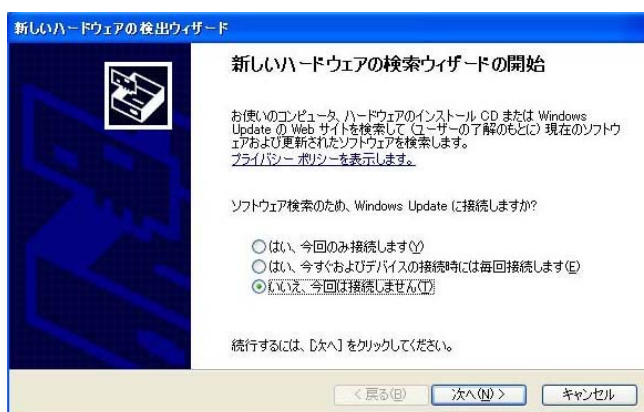 新しいハードウェアの検出ウィザード
新しいハードウェアの検索ウィザードの開始
お使いのコンピュータ、ハードウェアのインストール CD または Windows
Update の Web サイトを検索して (ユーザーの了解のもとに) 現在のソフトウ
ェアおよび更新されたソフトウェアを検索します。
プライバシー ポリシーを表示します。
ソフトウェア検索のため、Windows Update に接続しますか?
はい、今回のみ接続します(Y)
はい、今すぐおよびデバイスの接続時には毎回接続します(E)
いいえ、今回は接続しません(T)
続行するには、[次へ] をクリックしてください。
< 戻る(B)
次へ(N) >
キャンセル